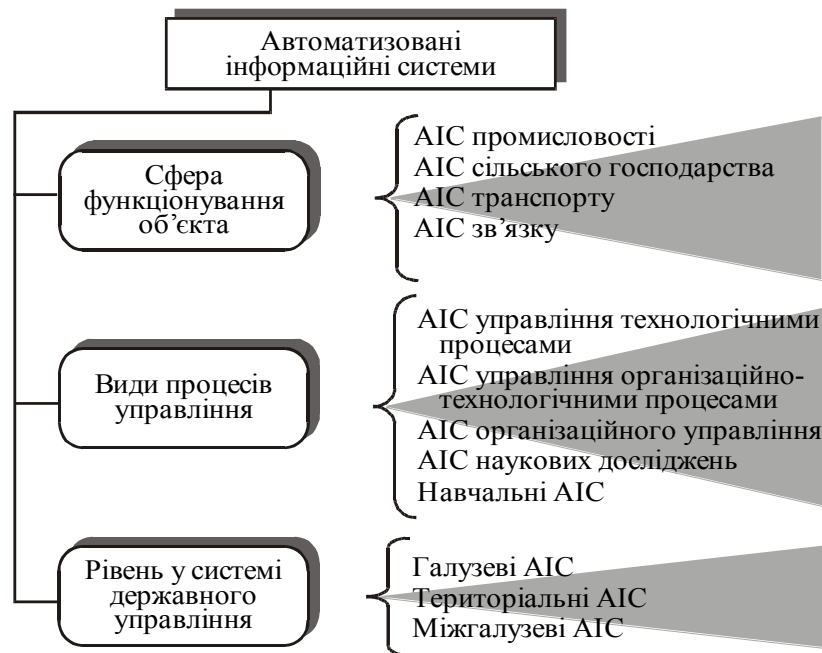 Автоматизовані
інформаційні системи
Сфера
функціонування
об’єкта
АІС промисловості
АІС сільського господарства
АІС транспорту
АІС зв’язку
Види процесів
управління
АІС управління технологічними
процесами
АІС управління організаційно-
технологічними процесами
АІС організаційного управління
АІС наукових досліджень
Навчальні АІС
Рівень у системі
державного
управління
Галузеві АІС
Територіальні АІС
Міжгалузеві АІС